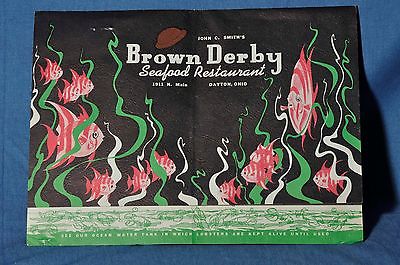 JOHN C. SMITH'S
Brown Derby
Seafood Restaurant
1911 N. Main DAYTON, OHIO
SEE OUR OCEAN WATER TANK IN WHICH LOBSTERS ARE KEPT ALIVE UNTIL USED